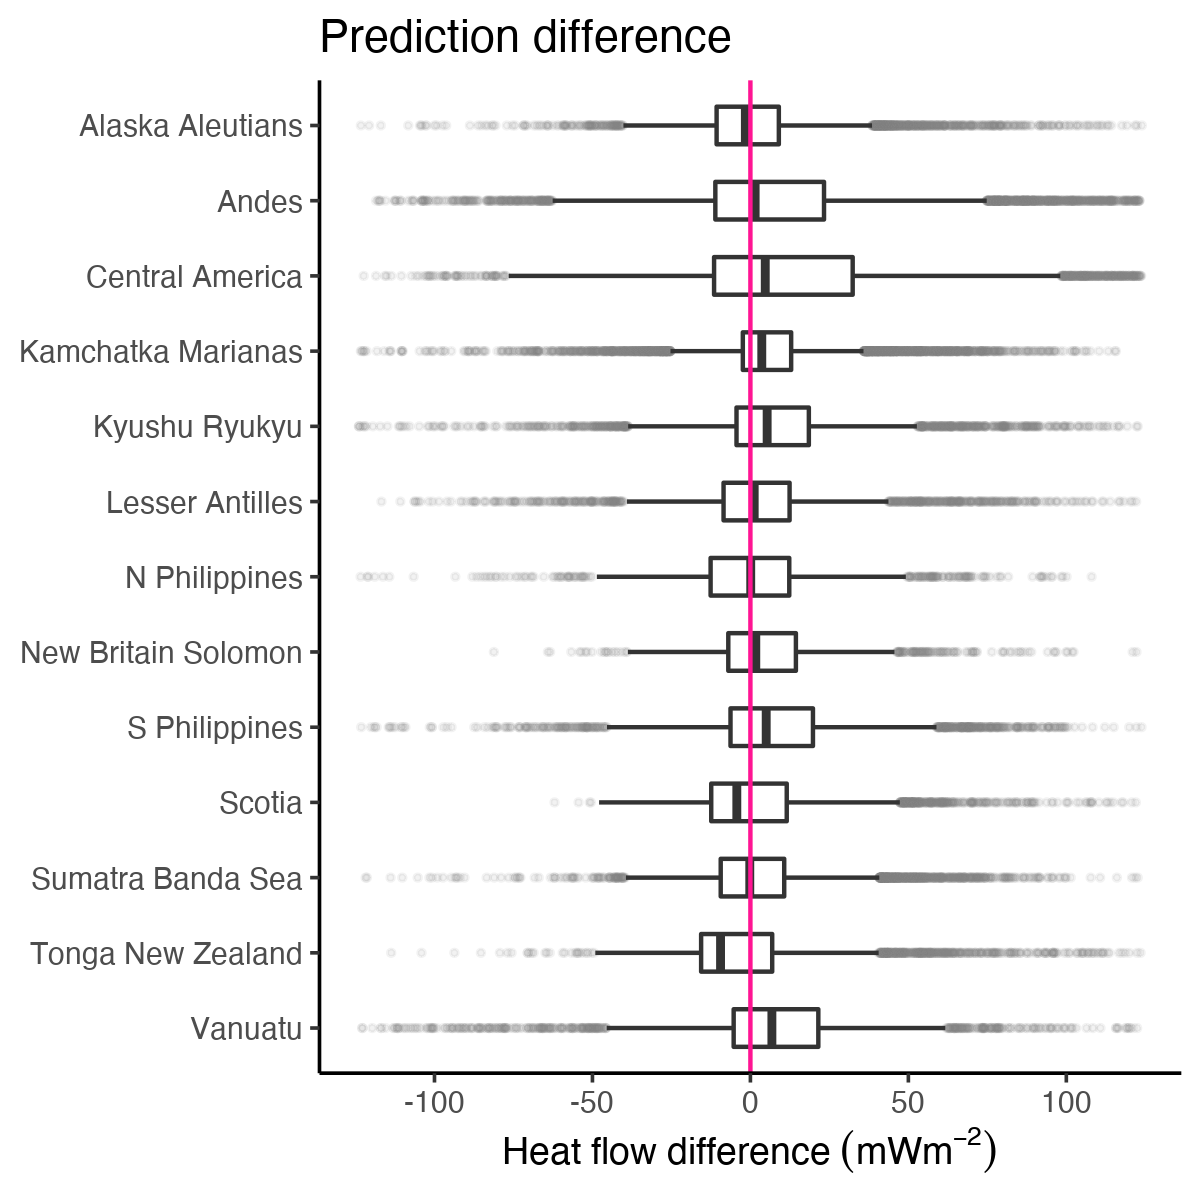 Prediction difference
Alaska Aleutians
Andes
Central America
Kamchatka Marianas
Kyushu Ryukyu
Lesser Antilles
N Philippines
New Britain Solomon
S Philippines
Scotia
Sumatra Banda Sea
Tonga New Zealand
Vanuatu
-100 -50 0 50 100
Heat flow difference (mWm⁻²)